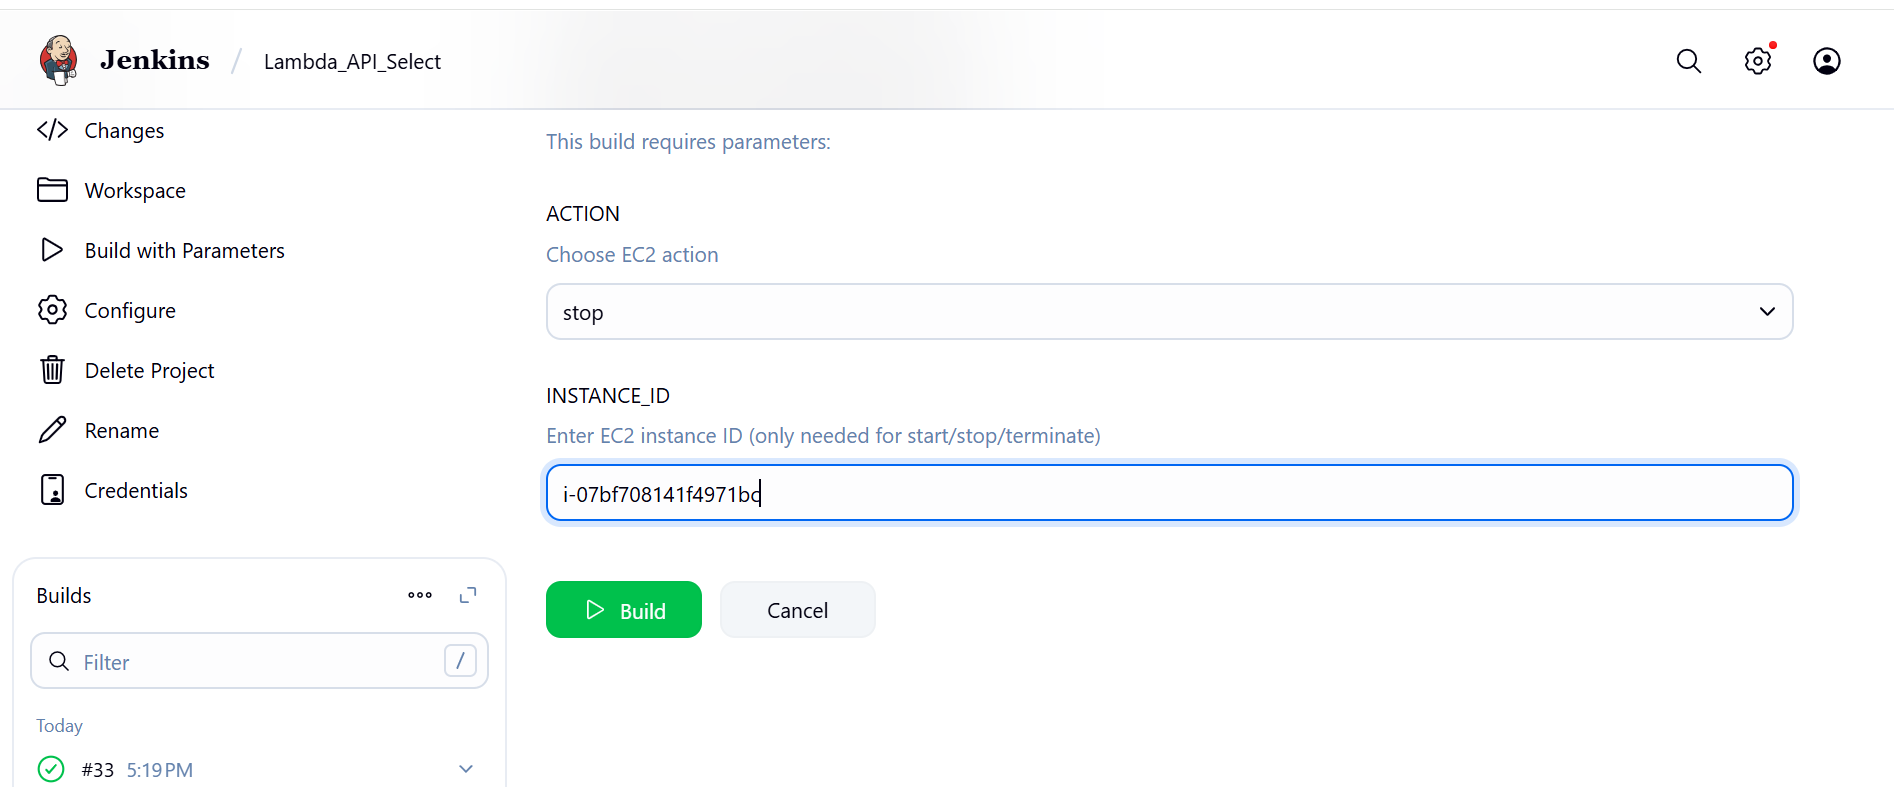 Jenkins / Lambda_API_Select
Changes
Workspace
Build with Parameters
Configure
Delete Project
Rename
Credentials
Builds
Filter
/
Today
#33 5:19 PM
This build requires parameters:
ACTION
Choose EC2 action
stop
INSTANCE_ID
Enter EC2 instance ID (only needed for start/stop/terminate)
i-07bf708141f4971bc
Build
Cancel